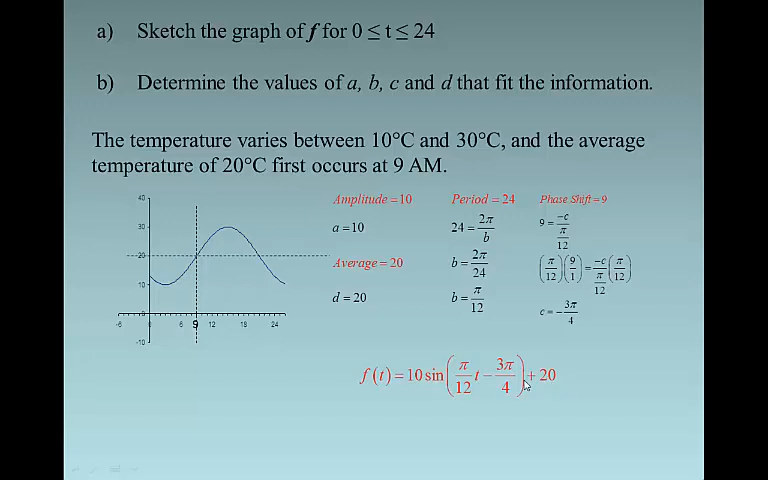 a) Sketch the graph of f for 0 ≤ t ≤ 24
b) Determine the values of a, b, c and d that fit the information.
The temperature varies between 10°C and 30°C, and the average
temperature of 20°C first occurs at 9 AM.
40
30
20
10
-6 0 6 9 12 18 24
-10
Amplitude = 10
a = 10
Average = 20
d = 20
Period = 24
24 = 2π/b
b = 2π/24
b = π/12
Phase Shift = 9
9 = -c/(π/12)
(π/12)(9/1) = -c/(π/12)(π/12)
c = -3π/4
f(t) = 10 sin(π/12 t - 3π/4) + 20